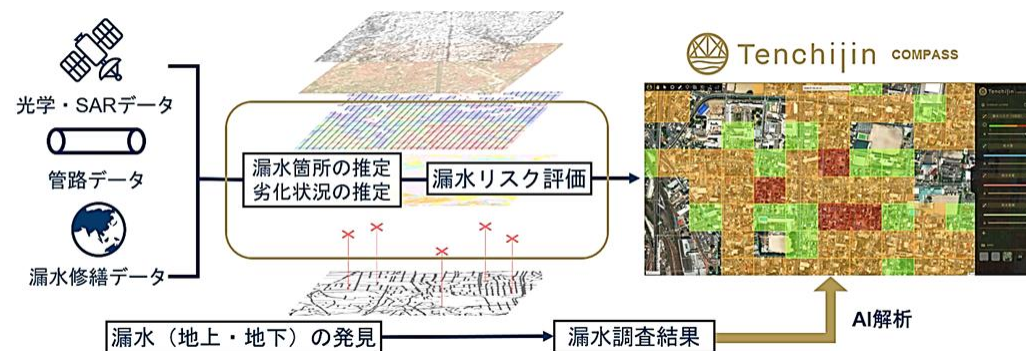 光学・SARデータ
管路データ
漏水修繕データ
漏水箇所の推定
劣化状況の推定
漏水リスク評価
Tenchijin COMPASS
漏水（地上・地下）の発見
漏水調査結果
AI解析